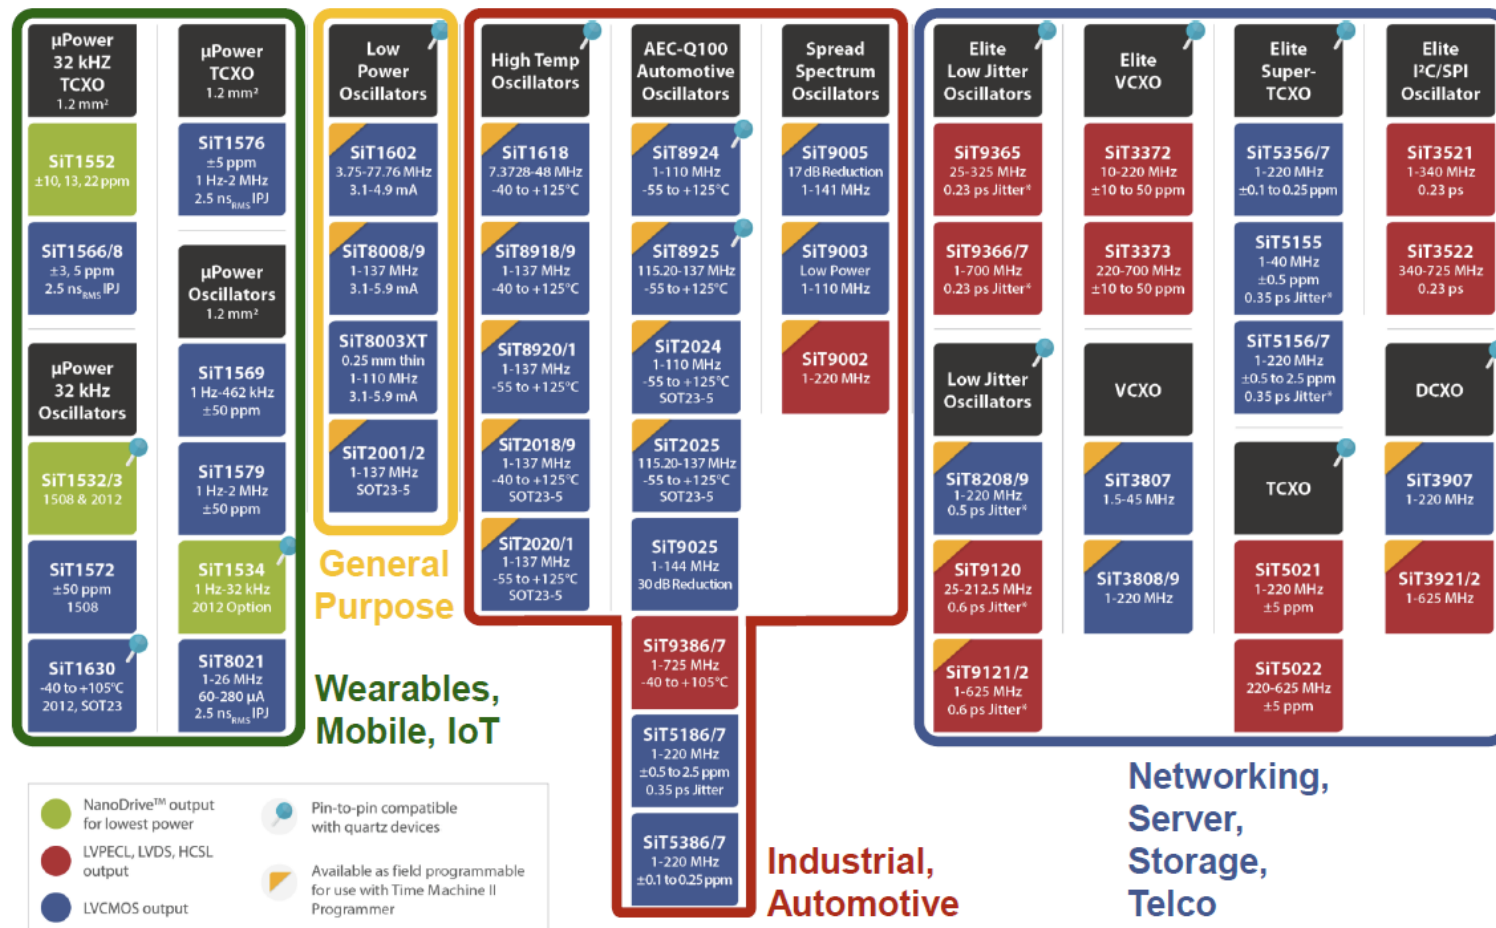 µPower
32 kHZ
TCXO
1.2 mm²
SiT1552
±10, 13, 22 ppm
SiT1566/8
±3, 5 ppm
2.5 nsRMS IPJ
µPower
32 kHz
Oscillators
SiT1532/3
1508 & 2012
SiT1572
±50 ppm
1508
SiT1630
-40 to +105°C
2012, SOT23
µPower
TCXO
1.2 mm²
SiT1576
±5 ppm
1 Hz-2 MHz
2.5 nsRMS IPJ
µPower
Oscillators
1.2 mm²
SiT1569
1 Hz-462 kHz
±50 ppm
SiT1579
1 Hz-2 MHz
±50 ppm
SiT1534
1 Hz-32 kHz
2012 Option
SiT8021
1-26 MHz
60-280 µA
2.5 nsRMS IPJ
Wearables,
Mobile, IoT
Low
Power
Oscillators
SiT1602
3.75-77.76 MHz
3.1-4.9 mA
SiT8008/9
1-137 MHz
3.1-5.9 mA
SiT8003XT
0.25 mm thin
1-110 MHz
3.1-5.9 mA
SiT2001/2
1-137 MHz
SOT23-5
General
Purpose
High Temp
Oscillators
SiT1618
7.3728-48 MHz
-40 to +125°C
SiT8918/9
1-137 MHz
-40 to +125°C
SiT8920/1
1-137 MHz
-55 to +125°C
SiT2018/9
1-137 MHz
-40 to +125°C
SOT23-5
SiT2020/1
1-137 MHz
-55 to +125°C
SOT23-5
AEC-Q100
Automotive
Oscillators
SiT8924
1-110 MHz
-55 to +125°C
SiT8925
115.20-137 MHz
-55 to +125°C
SiT2024
1-110 MHz
-55 to +125°C
SOT23-5
SiT2025
115.20-137 MHz
-55 to +125°C
SOT23-5
SiT9025
1-144 MHz
30 dB Reduction
SiT9386/7
1-725 MHz
-40 to +105°C
SiT5186/7
1-220 MHz
±0.5 to 2.5 ppm
0.35 ps Jitter
SiT5386/7
1-220 MHz
±0.1 to 0.25 ppm
Spread
Spectrum
Oscillators
SiT9005
17 dB Reduction
1-141 MHz
SiT9003
Low Power
1-110 MHz
SiT9002
1-220 MHz
Industrial,
Automotive
Elite
Low Jitter
Oscillators
SiT9365
25-325 MHz
0.23 ps Jitter*
SiT9366/7
1-700 MHz
0.23 ps Jitter*
Low Jitter
Oscillators
SiT8208/9
1-220 MHz
0.5 ps Jitter*
SiT9120
25-212.5 MHz
0.6 ps Jitter*
SiT9121/2
1-625 MHz
0.6 ps Jitter*
Elite
VCXO
SiT3372
10-220 MHz
±10 to 50 ppm
SiT3373
220-700 MHz
±10 to 50 ppm
VCXO
SiT3807
1.5-45 MHz
SiT3808/9
1-220 MHz
Elite
Super-
TCXO
SiT5356/7
1-220 MHz
±0.1 to 0.25 ppm
SiT5155
1-40 MHz
±0.5 ppm
0.35 ps Jitter*
SiT5156/7
1-220 MHz
±0.5 to 2.5 ppm
0.35 ps Jitter*
TCXO
SiT5021
1-220 MHz
±5 ppm
SiT5022
220-625 MHz
±5 ppm
Elite
I²C/SPI
Oscillator
SiT3521
1-340 MHz
0.23 ps
SiT3522
340-725 MHz
0.23 ps
DCXO
SiT3907
1-220 MHz
SiT3921/2
1-625 MHz
Networking,
Server,
Storage,
Telco
NanoDrive™ output
for lowest power
LVPECL, LVDS, HCSL
output
LVCMOS output
Pin-to-pin compatible
with quartz devices
Available as field programmable
for use with Time Machine II
Programmer